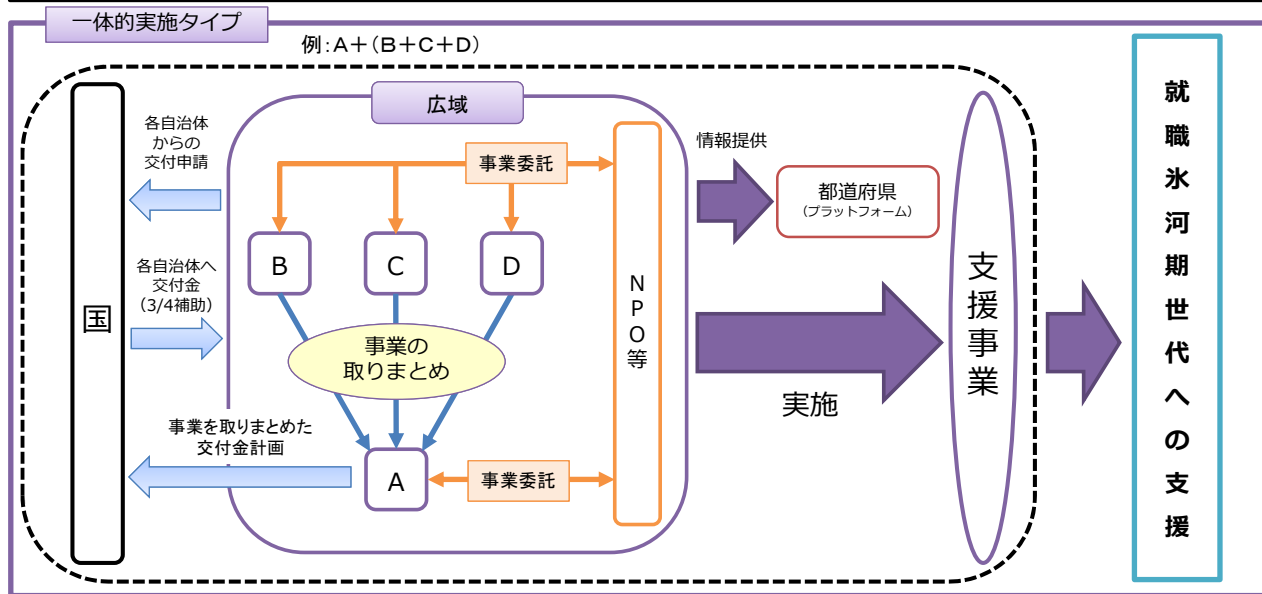 一体的実施タイプ
例：A＋（B＋C＋D）
国
各自治体
からの
交付申請
各自治体へ
交付金
（3/4補助）
事業を取りまとめた
交付金計画
広域
事業委託
B
C
D
事業の
取りまとめ
A
事業委託
NPO等
情報提供
都道府県
（プラットフォーム）
実施
支援事業
就職氷河期世代への支援